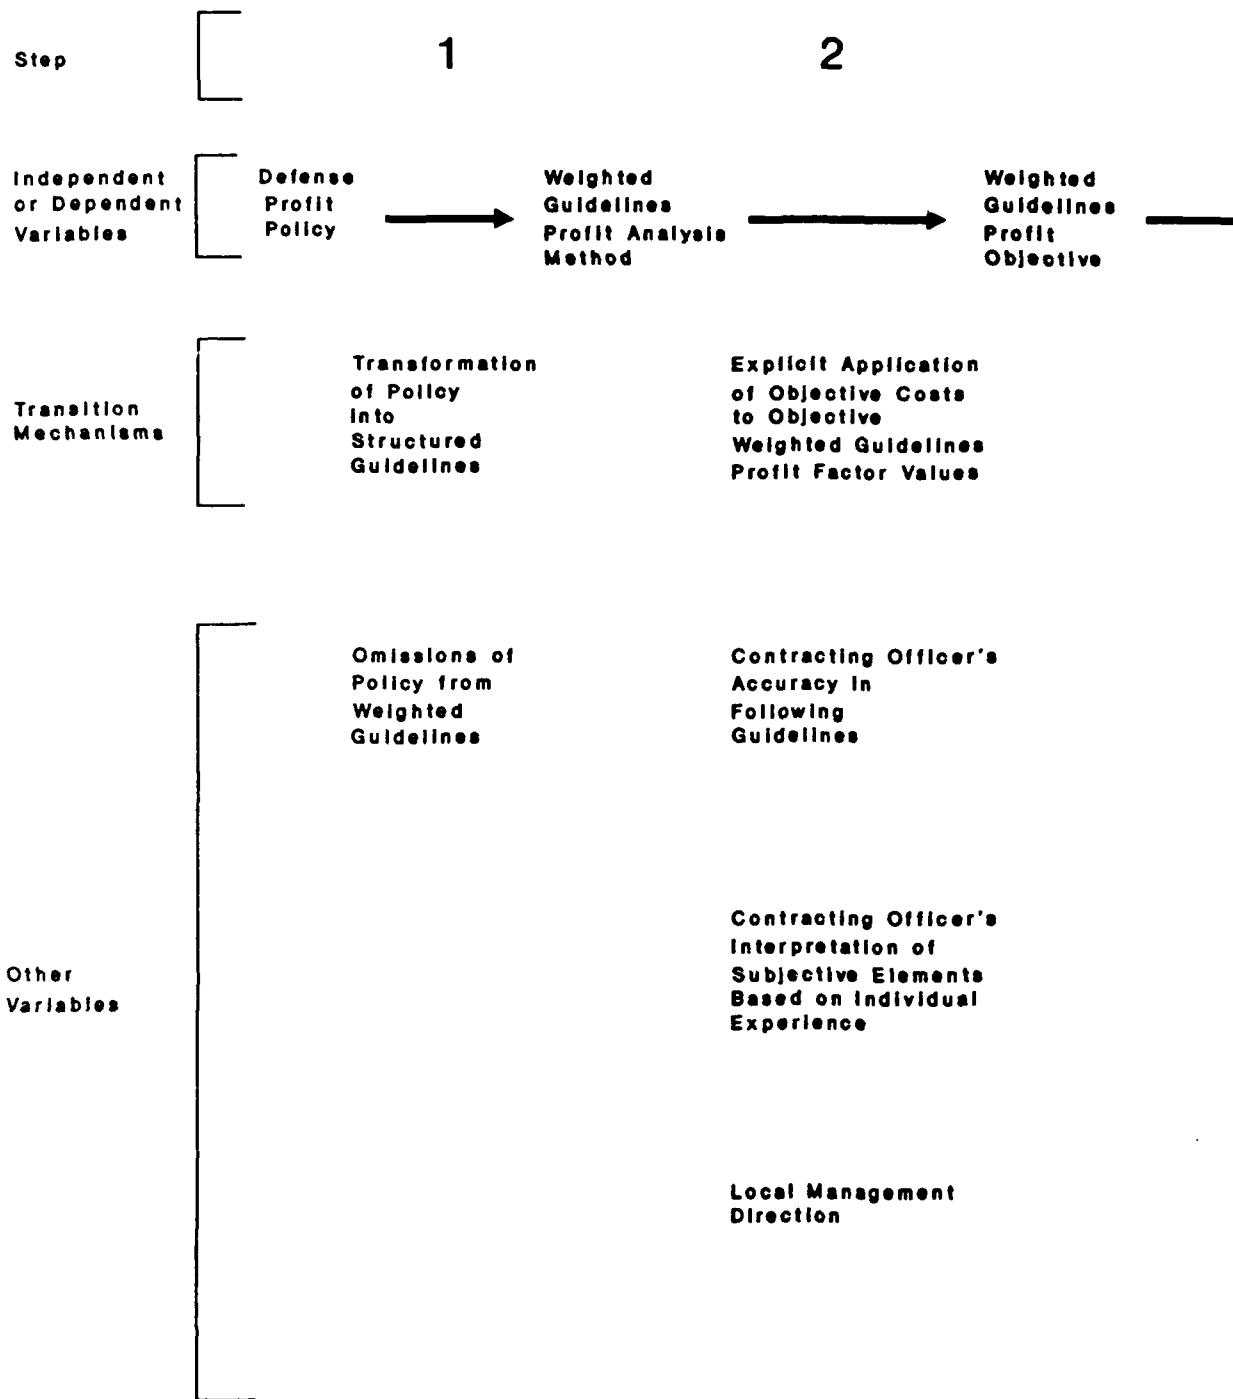 Step
1
2
Independent
or Dependent
Variables
Defense
Profit
Policy
Weighted
Guidelines
Profit Analysis
Method
Weighted
Guidelines
Profit
Objective
Transition
Mechanisms
Transformation
of Policy
into
Structured
Guidelines
Explicit Application
of Objective Costs
to Objective
Weighted Guidelines
Profit Factor Values
Other
Variables
Omissions of
Policy from
Weighted
Guidelines
Contracting Officer's
Accuracy in
Following
Guidelines
Contracting Officer's
Interpretation of
Subjective Elements
Based on Individual
Experience
Local Management
Direction